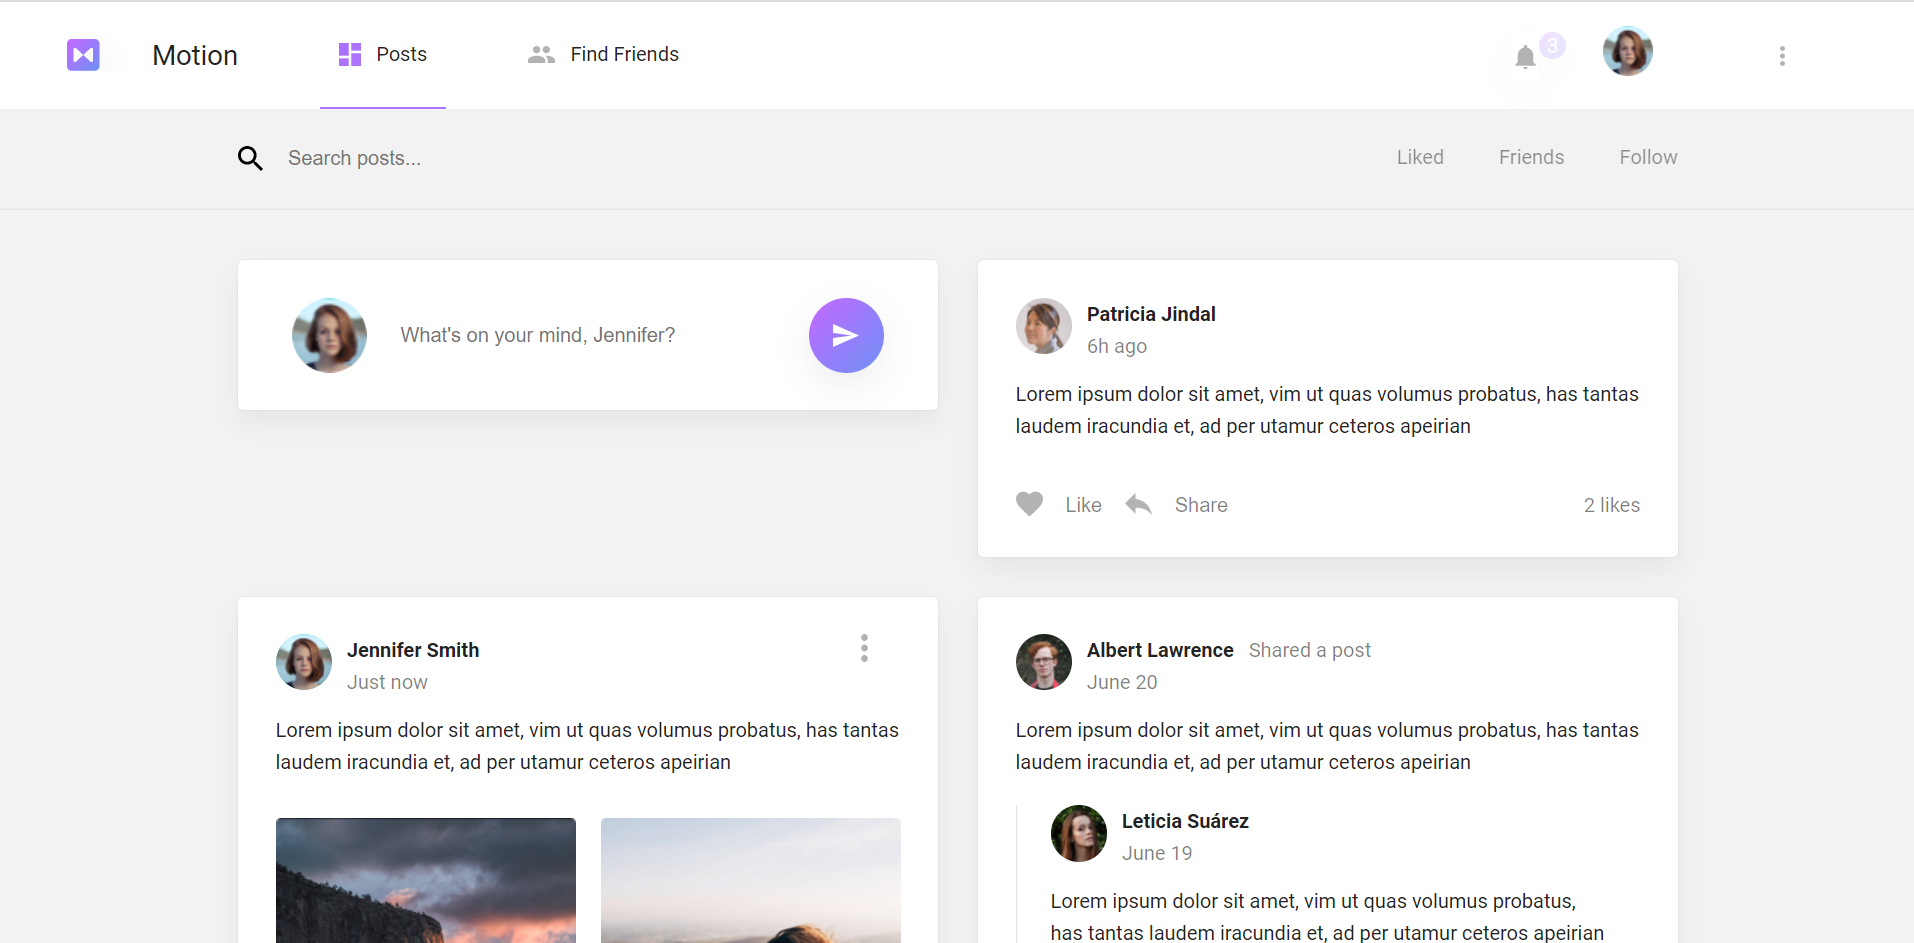 Motion
Posts
Find Friends
3
Search posts...
Liked
Friends
Follow
What's on your mind, Jennifer?
Patricia Jindal
6h ago
Lorem ipsum dolor sit amet, vim ut quas volumus probatus, has tantas
laudem iracundia et, ad per utamur ceteros apeirian
Like
Share
2 likes
Jennifer Smith
Just now
Lorem ipsum dolor sit amet, vim ut quas volumus probatus, has tantas
laudem iracundia et, ad per utamur ceteros apeirian
Albert Lawrence Shared a post
June 20
Lorem ipsum dolor sit amet, vim ut quas volumus probatus, has tantas
laudem iracundia et, ad per utamur ceteros apeirian
Leticia Suárez
June 19
Lorem ipsum dolor sit amet, vim ut quas volumus probatus,
has tantas laudem iracundia et, ad per utamur ceteros apeirian